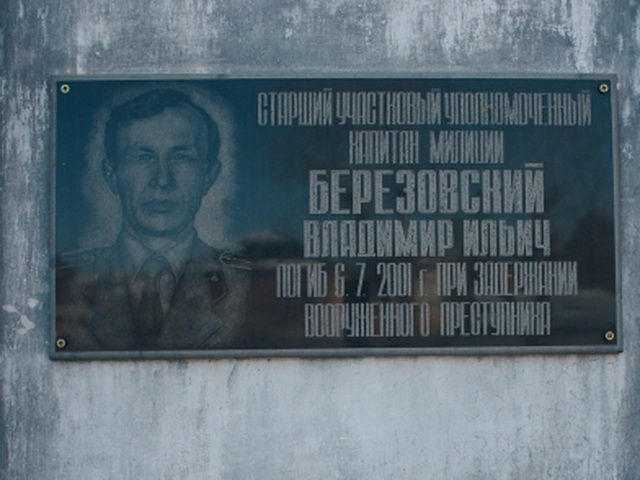 СТАРШИЙ УЧАСТКОВЫЙ УПОЛНОМОЧЕННЫЙ
КАПИТАН МИЛИЦИИ
БЕРЕЗОВСКИЙ
ВЛАДИМИР ИЛЬИЧ
ПОГИБ 6. 7. 2001 г ПРИ ЗАДЕРЖАНИИ
ВООРУЖЕННОГО ПРЕСТУПНИКА